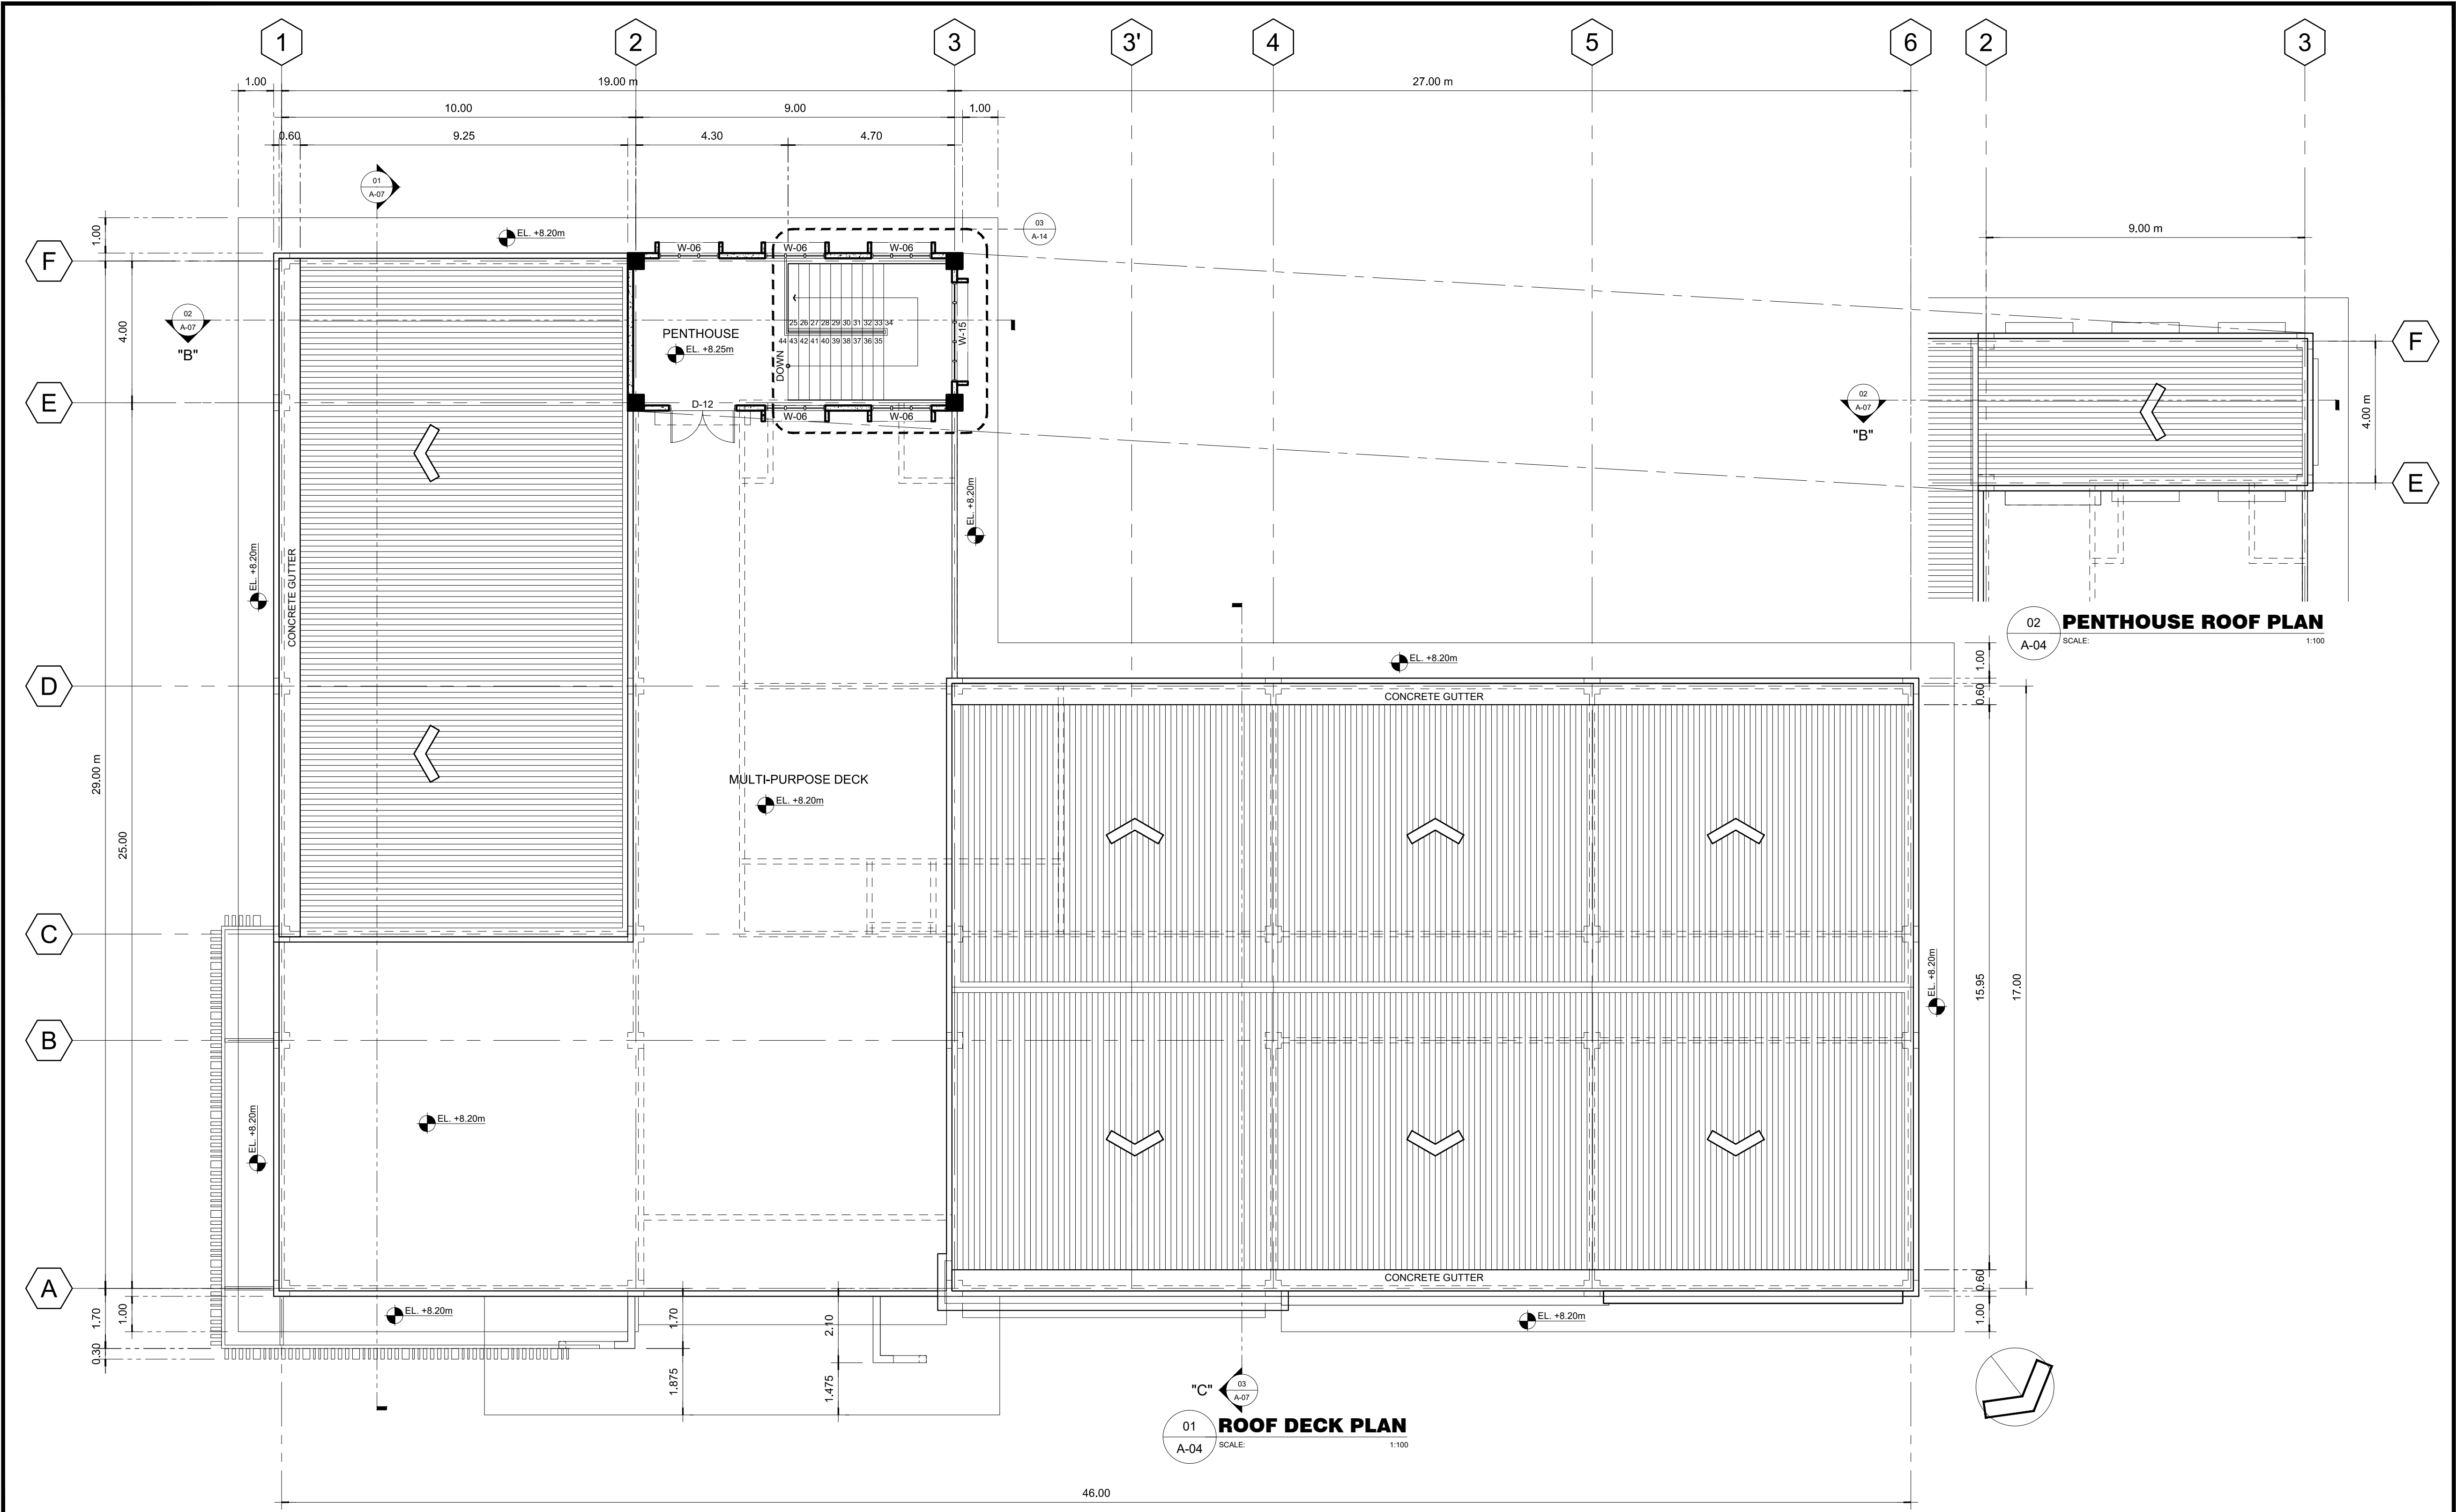 1
2
3
3'
4
5
6
2
3
1.00
19.00 m
27.00 m
10.00
9.00
1.00
0.60
9.25
4.30
4.70
01
A-07
03
A-14
1.00
EL. +8.20m
9.00 m
F
W-06
W-06
W-06
02
A-07
"B"
4.00
25 26 27 28 29 30 31 32 33 34
PENTHOUSE
EL. +8.25m
44 43 42 41 40 39 38 37 36 35
DOWN
W-15
F
E
D-12
W-06
W-06
02
A-07
"B"
4.00 m
E
EL. +8.20m
EL. +8.20m
CONCRETE GUTTER
02
A-04
PENTHOUSE ROOF PLAN
SCALE:
1:100
D
EL. +8.20m
1.00
CONCRETE GUTTER
0.60
29.00 m
MULTI-PURPOSE DECK
EL. +8.20m
25.00
C
EL. +8.20m
15.95
17.00
B
EL. +8.20m
EL. +8.20m
A
CONCRETE GUTTER
0.60
1.70
1.00
0.30
EL. +8.20m
1.70
2.10
EL. +8.20m
1.00
1.875
1.475
"C"
03
A-07
01
A-04
ROOF DECK PLAN
SCALE:
1:100
46.00